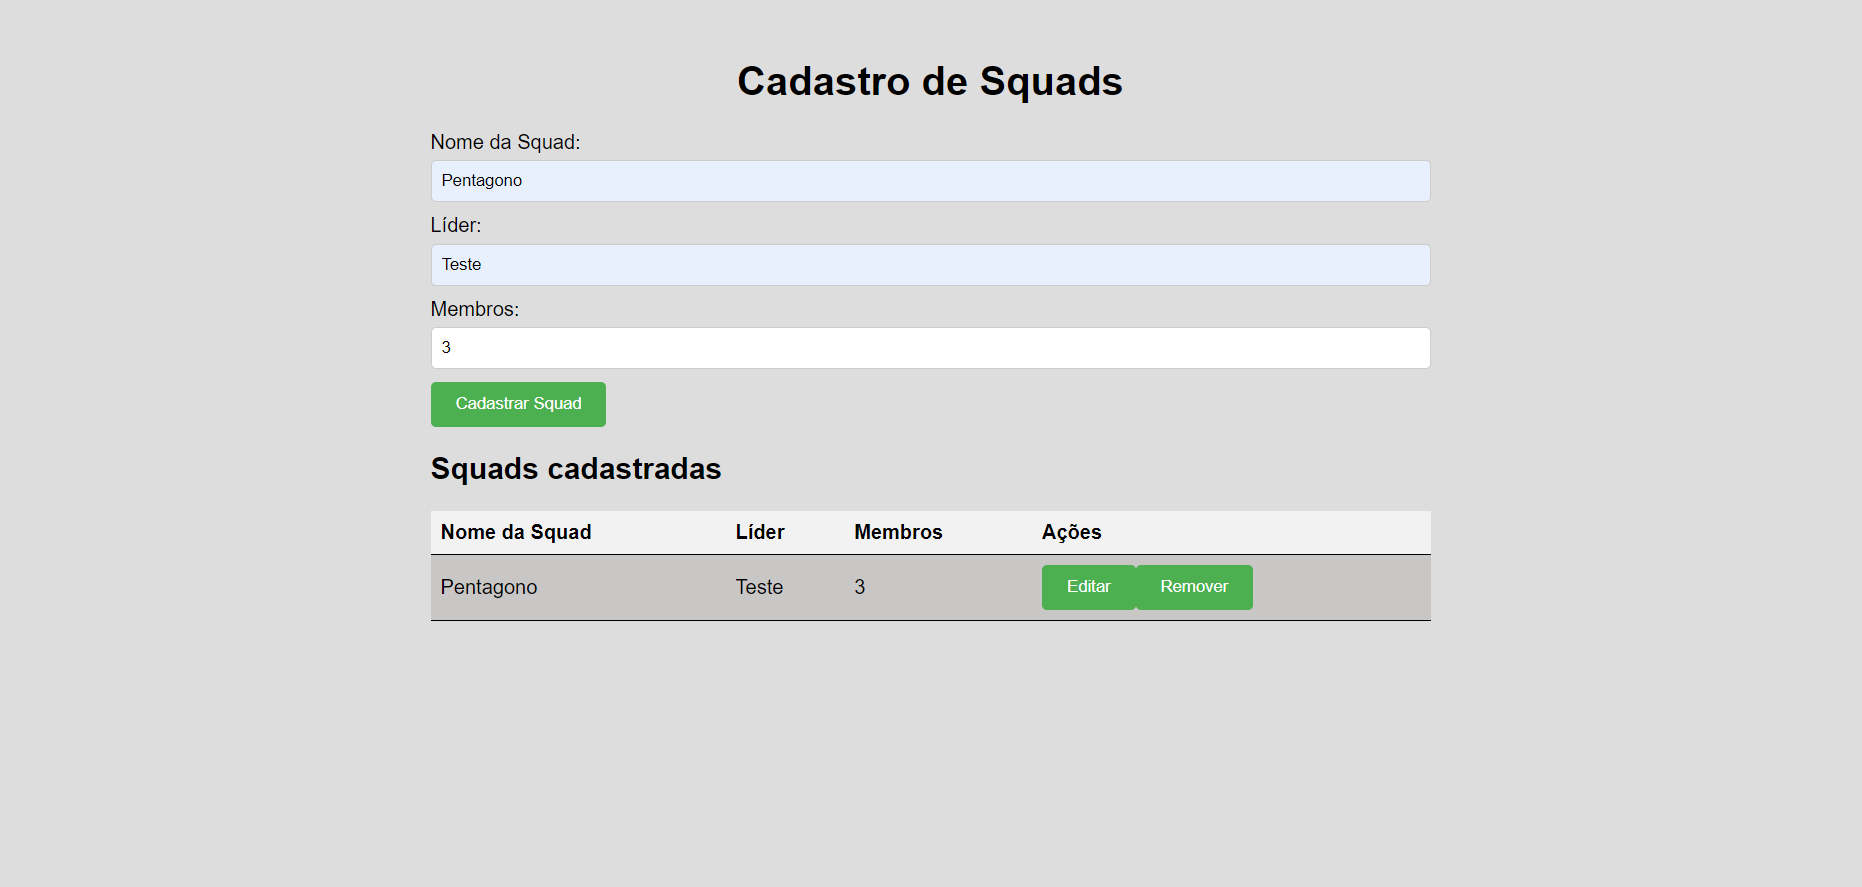 Cadastro de Squads
Nome da Squad:
Pentagono
Líder:
Teste
Membros:
3
Cadastrar Squad
Squads cadastradas
Nome da Squad Líder Membros Ações
Pentagono Teste 3 Editar Remover